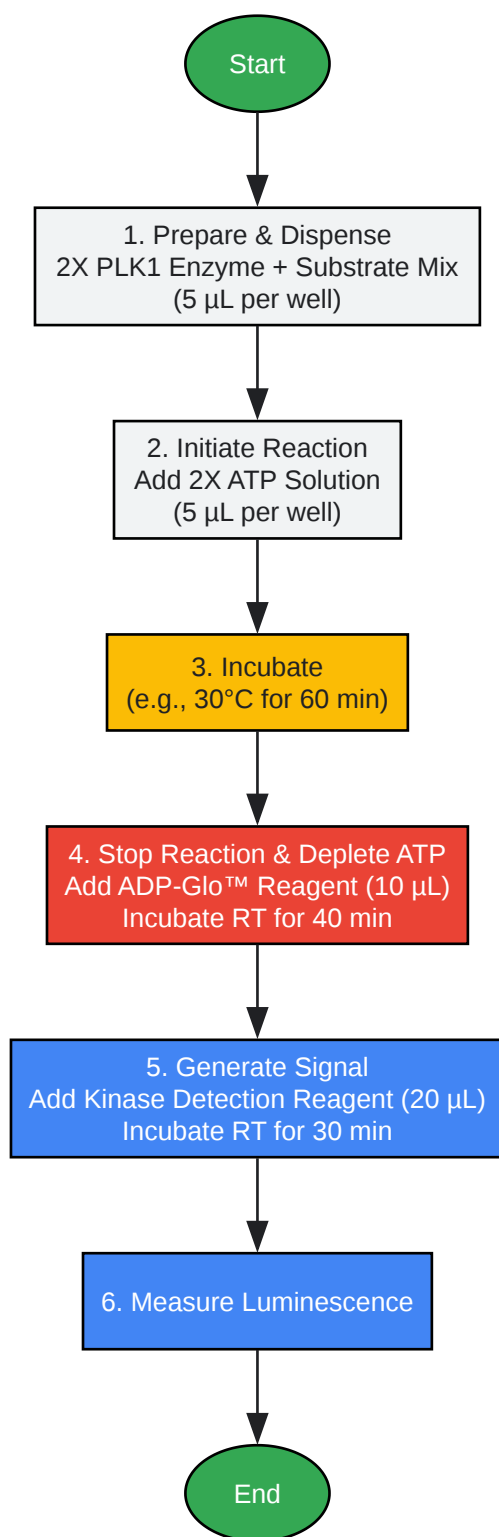 Start
1. Prepare & Dispense
2X PLK1 Enzyme + Substrate Mix
(5 µL per well)
2. Initiate Reaction
Add 2X ATP Solution
(5 µL per well)
3. Incubate
(e.g., 30°C for 60 min)
4. Stop Reaction & Deplete ATP
Add ADP-Glo™ Reagent (10 µL)
Incubate RT for 40 min
5. Generate Signal
Add Kinase Detection Reagent (20 µL)
Incubate RT for 30 min
6. Measure Luminescence
End